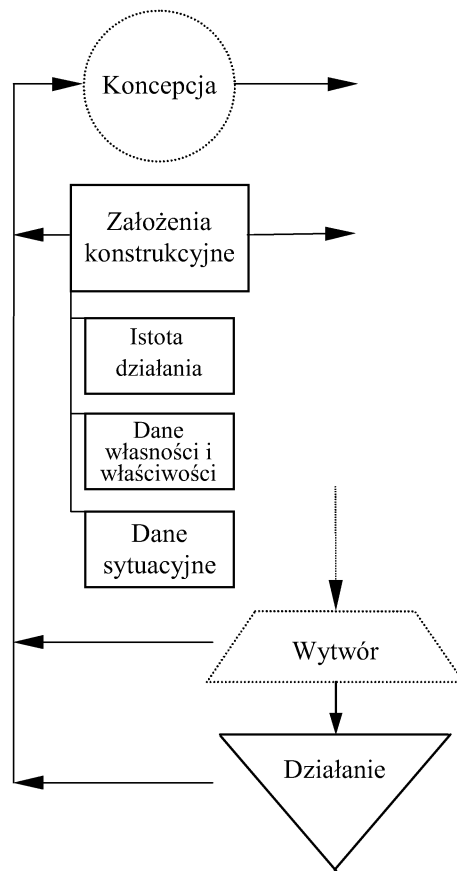 Koncepcja
Założenia
konstrukcyjne
Istota
działania
Dane
własności i
właściwości
Dane
sytuacyjne
Wytwór
Działanie